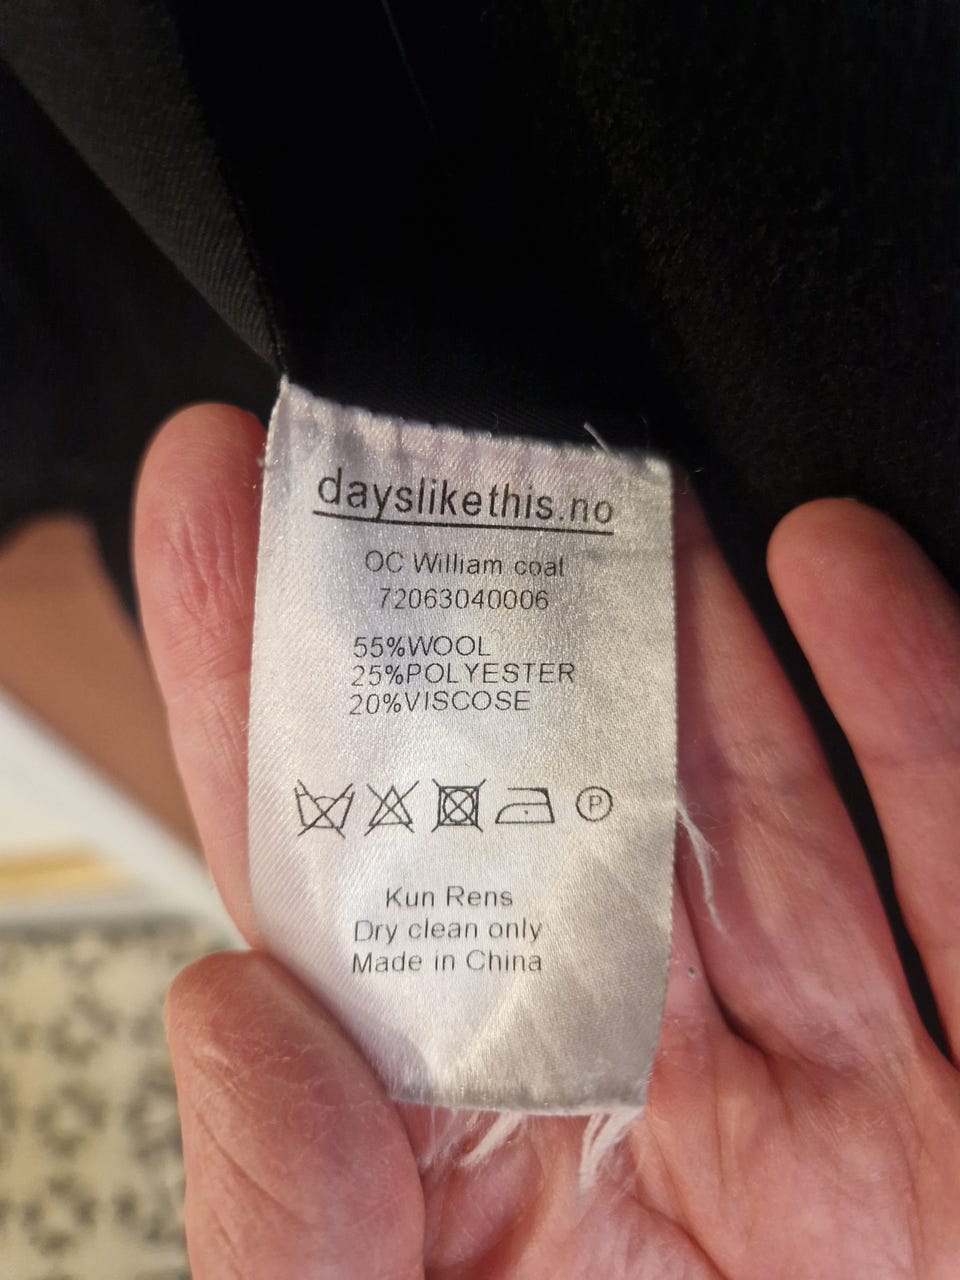 dayslikethis.no
OC William coat
72063040006
55%WOOL
25%POLYESTER
20%VISCOSE
P
Kun Rens
Dry clean only
Made in China